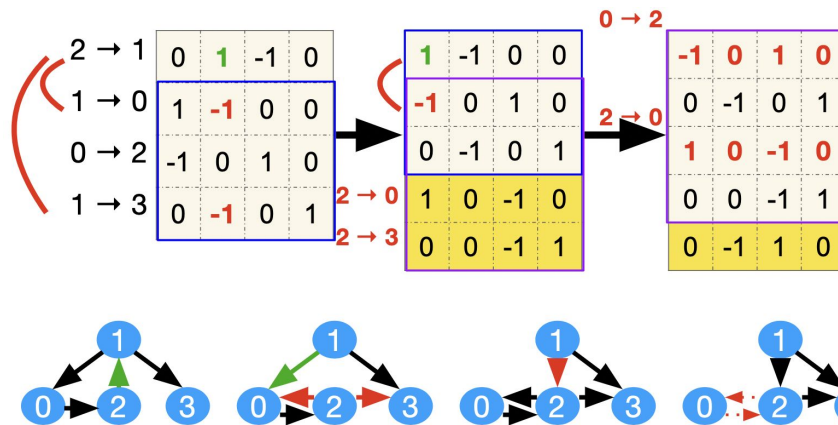 0 → 2
2 → 1 0 1 -1 0
1 → 0 1 -1 0 0
0 → 2 -1 0 1 0
1 → 3 0 -1 0 1
1 -1 0 0
-1 0 1 0
0 -1 0 1
2 → 0 1 0 -1 0
2 → 3 0 0 -1 1
-1 0 1 0
0 -1 0 1
2 → 0 1 0 -1 0
0 0 -1 1
0 -1 1 0
1 1 1 1
0 2 3 0 2 3 0 2 3 0 2